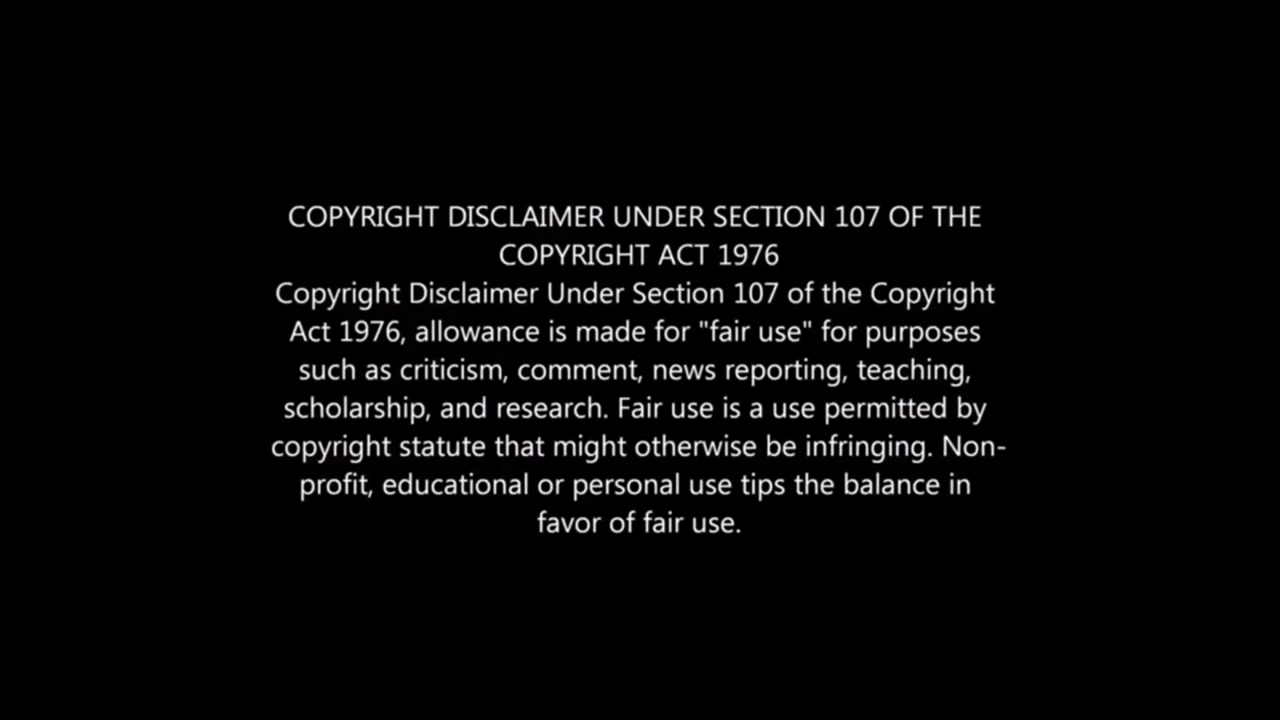 COPYRIGHT DISCLAIMER UNDER SECTION 107 OF THE
COPYRIGHT ACT 1976
Copyright Disclaimer Under Section 107 of the Copyright
Act 1976, allowance is made for "fair use" for purposes
such as criticism, comment, news reporting, teaching,
scholarship, and research. Fair use is a use permitted by
copyright statute that might otherwise be infringing. Non-
profit, educational or personal use tips the balance in
favor of fair use.